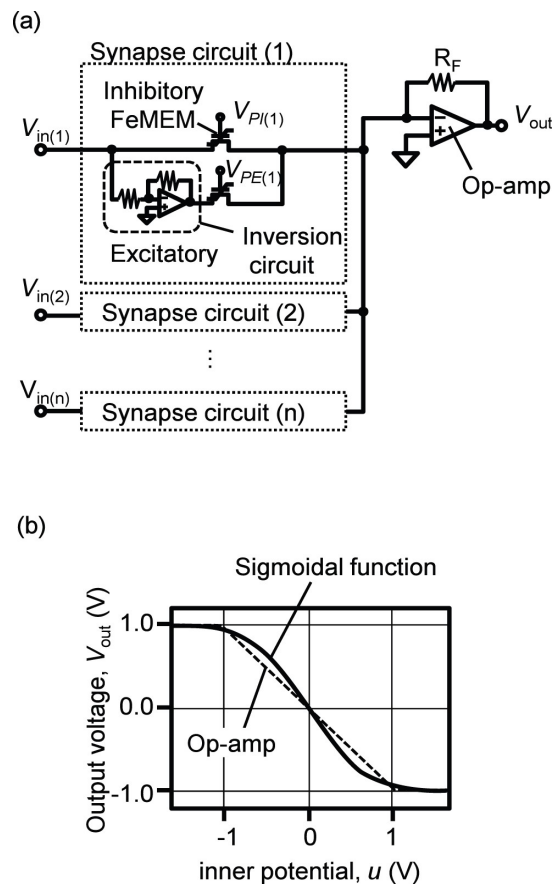 (a)
Synapse circuit (1)
Inhibitory
FeMEM
V_PI(1)
V_in(1)
V_PE(1)
Excitatory
Inversion
circuit
R_F
V_out
Op-amp
V_in(2)
Synapse circuit (2)
⋮
V_in(n)
Synapse circuit (n)
(b)
Sigmoidal function
Op-amp
Output voltage, V_out (V)
1.0
0.0
-1.0
-1
0
1
inner potential, u (V)